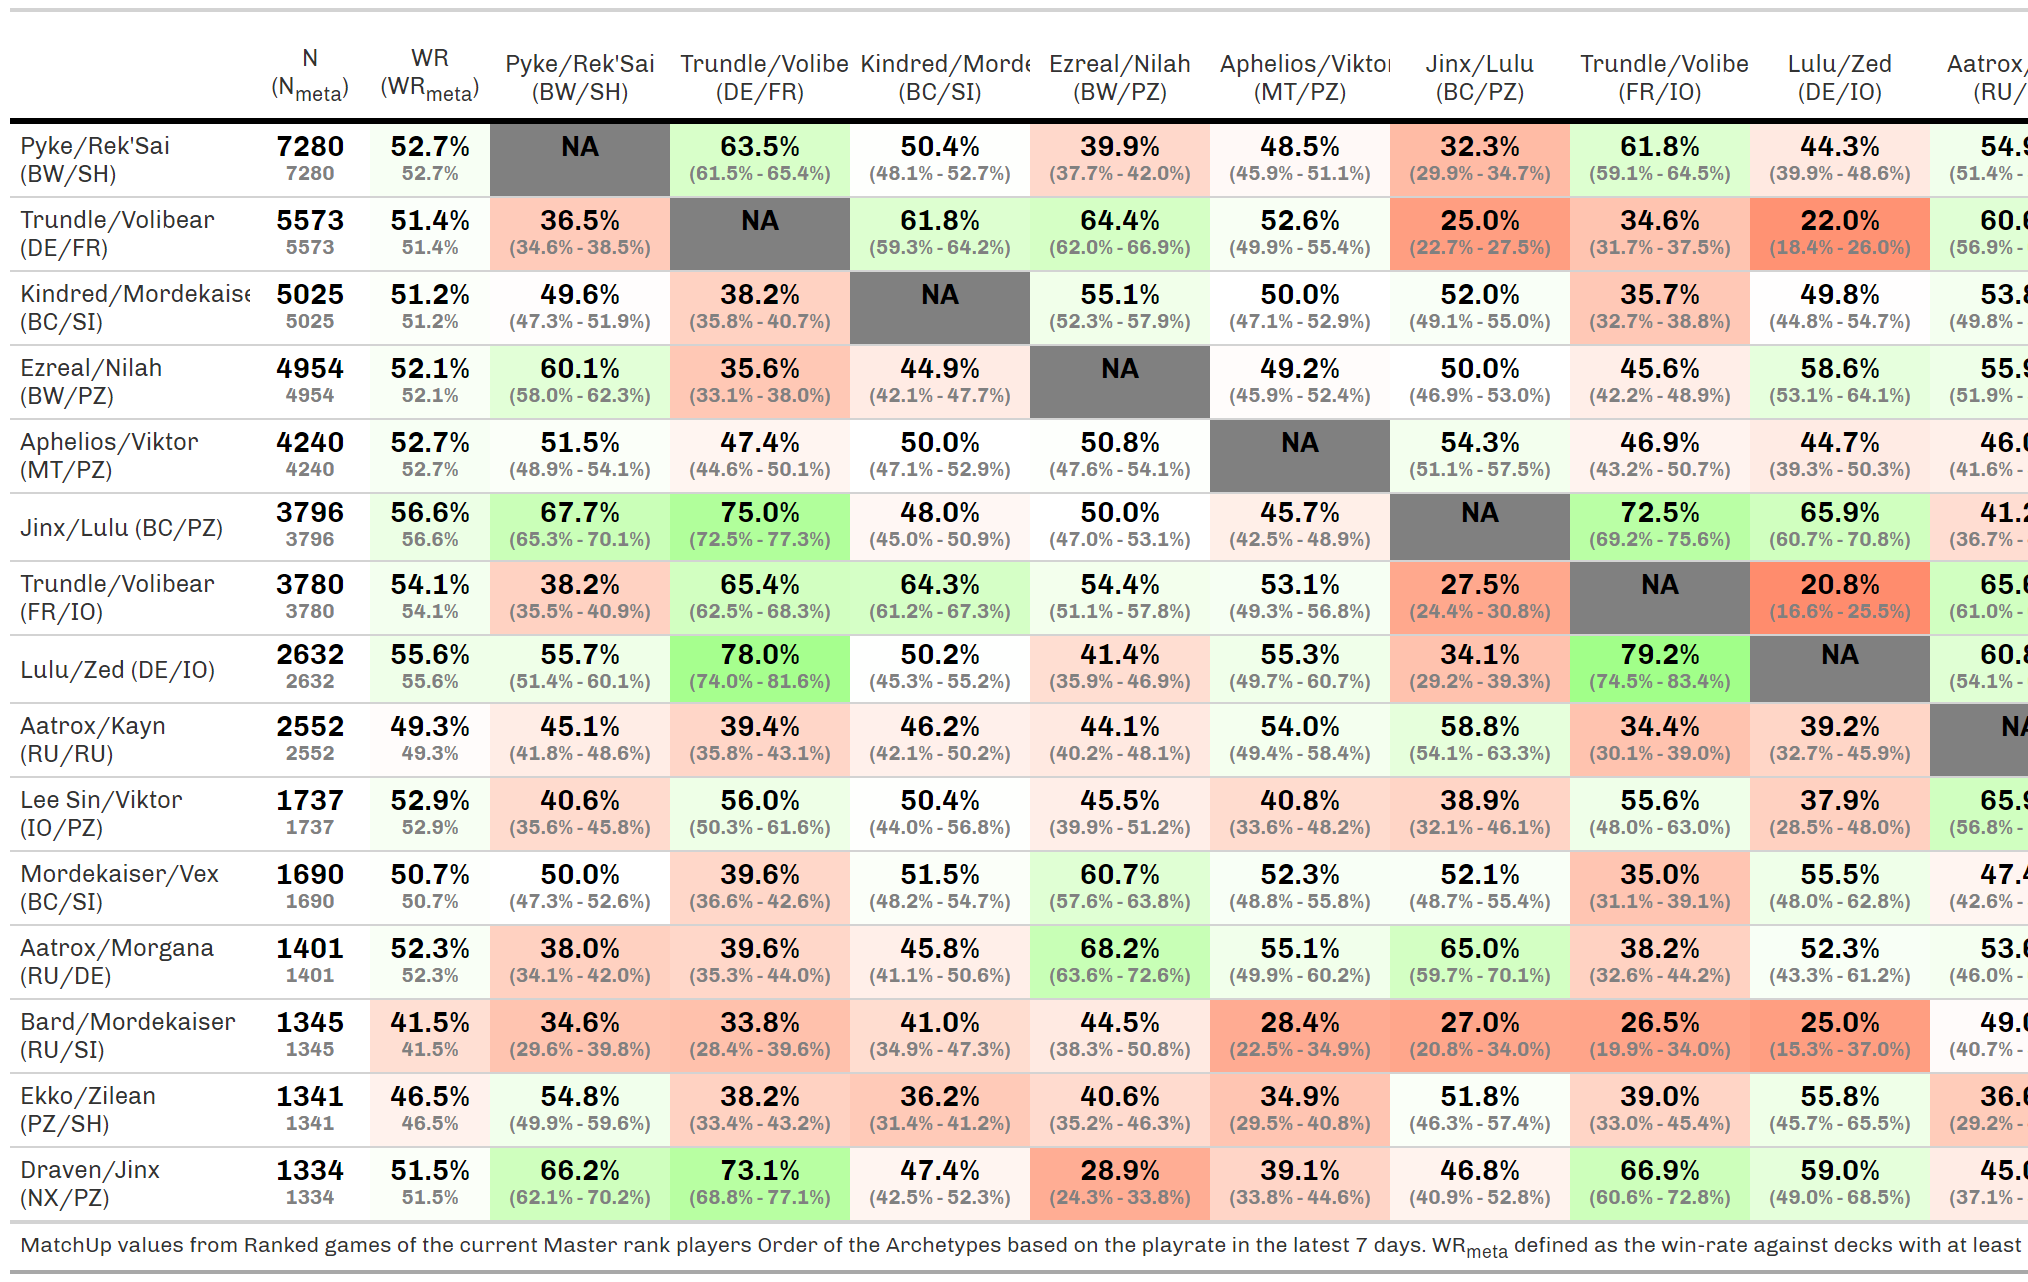 N WR Pyke/Rek'Sai Trundle/Volibe Kindred/Morde Ezreal/Nilah Aphelios/Viktor Jinx/Lulu Trundle/Volibe Lulu/Zed Aatrox/
(Nmeta) (WRmeta) (BW/SH) (DE/FR) (BC/SI) (BW/PZ) (MT/PZ) (BC/PZ) (FR/IO) (DE/IO) (RU/
Pyke/Rek'Sai 7280 52.7% NA 63.5% 50.4% 39.9% 48.5% 32.3% 61.8% 44.3% 54.9
(BW/SH) 7280 52.7% (61.5% - 65.4%) (48.1% - 52.7%) (37.7% - 42.0%) (45.9% - 51.1%) (29.9% - 34.7%) (59.1% - 64.5%) (39.9% - 48.6%) (51.4% -
Trundle/Volibear 5573 51.4% 36.5% NA 61.8% 64.4% 52.6% 25.0% 34.6% 22.0% 60.6
(DE/FR) 5573 51.4% (34.6% - 38.5%) (59.3% - 64.2%) (62.0% - 66.9%) (49.9% - 55.4%) (22.7% - 27.5%) (31.7% - 37.5%) (18.4% - 26.0%) (56.9% -
Kindred/Mordekaise 5025 51.2% 49.6% 38.2% NA 55.1% 50.0% 52.0% 35.7% 49.8% 53.8
(BC/SI) 5025 51.2% (47.3% - 51.9%) (35.8% - 40.7%) (52.3% - 57.9%) (47.1% - 52.9%) (49.1% - 55.0%) (32.7% - 38.8%) (44.8% - 54.7%) (49.8% -
Ezreal/Nilah 4954 52.1% 60.1% 35.6% 44.9% NA 49.2% 50.0% 45.6% 58.6% 55.9
(BW/PZ) 4954 52.1% (58.0% - 62.3%) (33.1% - 38.0%) (42.1% - 47.7%) (45.9% - 52.4%) (46.9% - 53.0%) (42.2% - 48.9%) (53.1% - 64.1%) (51.9% -
Aphelios/Viktor 4240 52.7% 51.5% 47.4% 50.0% 50.8% NA 54.3% 46.9% 44.7% 46.0
(MT/PZ) 4240 52.7% (48.9% - 54.1%) (44.6% - 50.1%) (47.1% - 52.9%) (47.6% - 54.1%) (51.1% - 57.5%) (43.2% - 50.7%) (39.3% - 50.3%) (41.6% -
Jinx/Lulu (BC/PZ) 3796 56.6% 67.7% 75.0% 48.0% 50.0% 45.7% NA 72.5% 65.9% 41.2
3796 56.6% (65.3% - 70.1%) (72.5% - 77.3%) (45.0% - 50.9%) (47.0% - 53.1%) (42.5% - 48.9%) (69.2% - 75.6%) (60.7% - 70.8%) (36.7% -
Trundle/Volibear 3780 54.1% 38.2% 65.4% 64.3% 54.4% 53.1% 27.5% NA 20.8% 65.6
(FR/IO) 3780 54.1% (35.5% - 40.9%) (62.5% - 68.3%) (61.2% - 67.3%) (51.1% - 57.8%) (49.3% - 56.8%) (24.4% - 30.8%) (16.6% - 25.5%) (61.0% -
Lulu/Zed (DE/IO) 2632 55.6% 55.7% 78.0% 50.2% 41.4% 55.3% 34.1% 79.2% NA 60.8
2632 55.6% (51.4% - 60.1%) (74.0% - 81.6%) (45.3% - 55.2%) (35.9% - 46.9%) (49.7% - 60.7%) (29.2% - 39.3%) (74.5% - 83.4%) (54.1% -
Aatrox/Kayn 2552 49.3% 45.1% 39.4% 46.2% 44.1% 54.0% 58.8% 34.4% 39.2% NA
(RU/RU) 2552 49.3% (41.8% - 48.6%) (35.8% - 43.1%) (42.1% - 50.2%) (40.2% - 48.1%) (49.4% - 58.4%) (54.1% - 63.3%) (30.1% - 39.0%) (32.7% - 45.9%)
Lee Sin/Viktor 1737 52.9% 40.6% 56.0% 50.4% 45.5% 40.8% 38.9% 55.6% 37.9% 65.9
(IO/PZ) 1737 52.9% (35.6% - 45.8%) (50.3% - 61.6%) (44.0% - 56.8%) (39.9% - 51.2%) (33.6% - 48.2%) (32.1% - 46.1%) (48.0% - 63.0%) (28.5% - 48.0%) (56.8% -
Mordekaiser/Vex 1690 50.7% 50.0% 39.6% 51.5% 60.7% 52.3% 52.1% 35.0% 55.5% 47.4
(BC/SI) 1690 50.7% (47.3% - 52.6%) (36.6% - 42.6%) (48.2% - 54.7%) (57.6% - 63.8%) (48.8% - 55.8%) (48.7% - 55.4%) (31.1% - 39.1%) (48.0% - 62.8%) (42.6% -
Aatrox/Morgana 1401 52.3% 38.0% 39.6% 45.8% 68.2% 55.1% 65.0% 38.2% 52.3% 53.6
(RU/DE) 1401 52.3% (34.1% - 42.0%) (35.3% - 44.0%) (41.1% - 50.6%) (63.6% - 72.6%) (49.9% - 60.2%) (59.7% - 70.1%) (32.6% - 44.2%) (43.3% - 61.2%) (46.0% -
Bard/Mordekaiser 1345 41.5% 34.6% 33.8% 41.0% 44.5% 28.4% 27.0% 26.5% 25.0% 49.0
(RU/SI) 1345 41.5% (29.6% - 39.8%) (28.4% - 39.6%) (34.9% - 47.3%) (38.3% - 50.8%) (22.5% - 34.9%) (20.8% - 34.0%) (19.9% - 34.0%) (15.3% - 37.0%) (40.7% -
Ekko/Zilean 1341 46.5% 54.8% 38.2% 36.2% 40.6% 34.9% 51.8% 39.0% 55.8% 36.6
(PZ/SH) 1341 46.5% (49.9% - 59.6%) (33.4% - 43.2%) (31.4% - 41.2%) (35.2% - 46.3%) (29.5% - 40.8%) (46.3% - 57.4%) (33.0% - 45.4%) (45.7% - 65.5%) (29.2% -
Draven/Jinx 1334 51.5% 66.2% 73.1% 47.4% 28.9% 39.1% 46.8% 66.9% 59.0% 45.0
(NX/PZ) 1334 51.5% (62.1% - 70.2%) (68.8% - 77.1%) (42.5% - 52.3%) (24.3% - 33.8%) (33.8% - 44.6%) (40.9% - 52.8%) (60.6% - 72.8%) (49.0% - 68.5%) (37.1% -
MatchUp values from Ranked games of the current Master rank players Order of the Archetypes based on the playrate in the latest 7 days. WRmeta defined as the win-rate against decks with at least